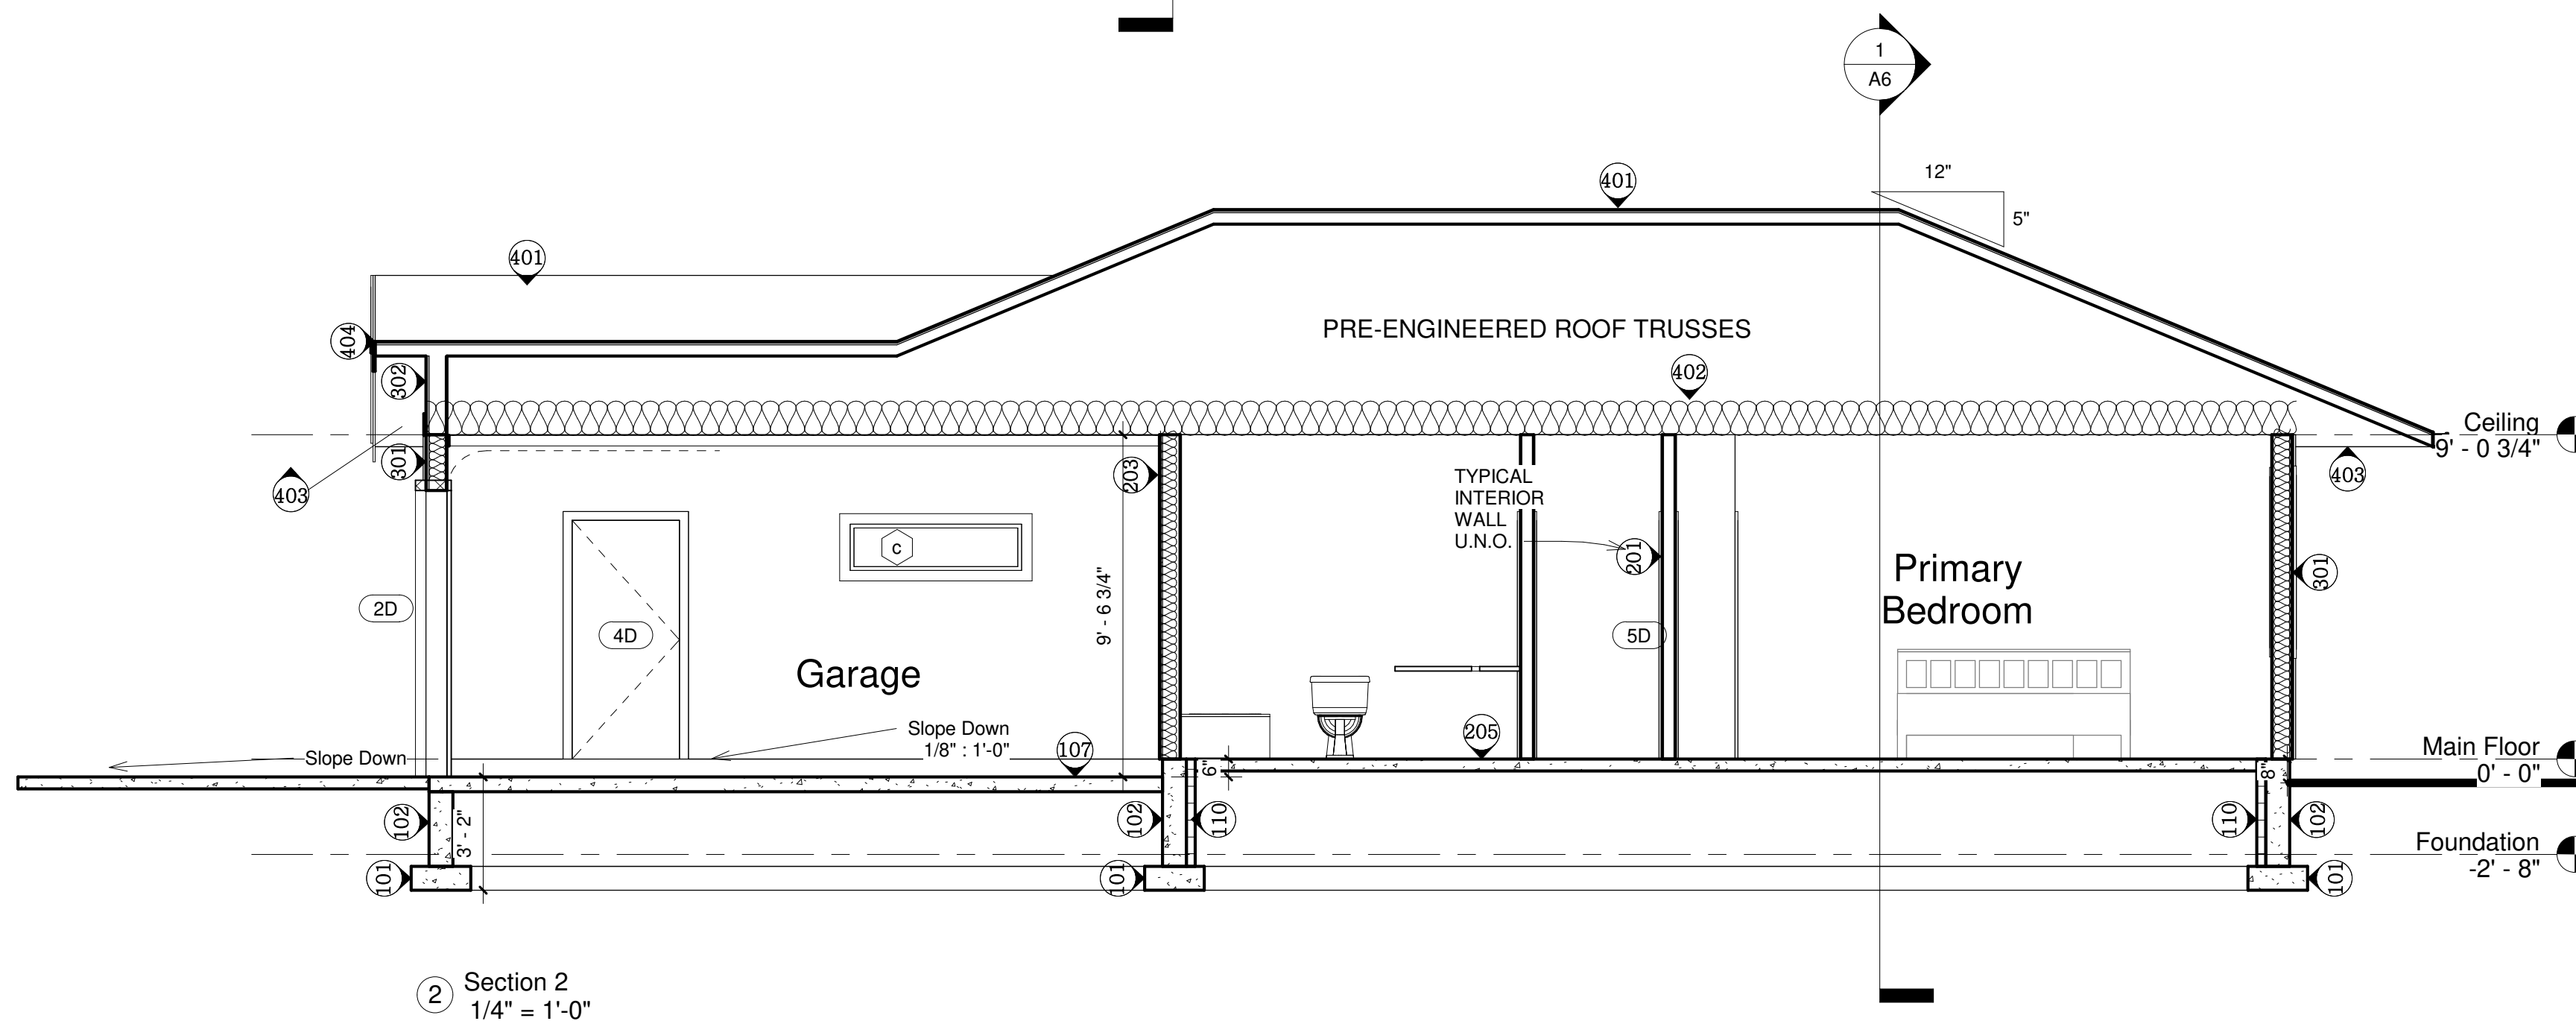 1
A6
12"
5"
401
401
PRE-ENGINEERED ROOF TRUSSES
404
302
402
Ceiling
9' - 0 3/4"
301
203
403
403
TYPICAL
INTERIOR
WALL
U.N.O.
c
201
301
Primary
Bedroom
2D
4D
9' - 6 3/4"
5D
Garage
Slope Down
1/8" : 1'-0"
205
107
Slope Down
Main Floor
0' - 0"
6"
8"
102
3' - 2"
102
110
110
102
Foundation
-2' - 8"
101
101
101
2
Section 2
1/4" = 1'-0"